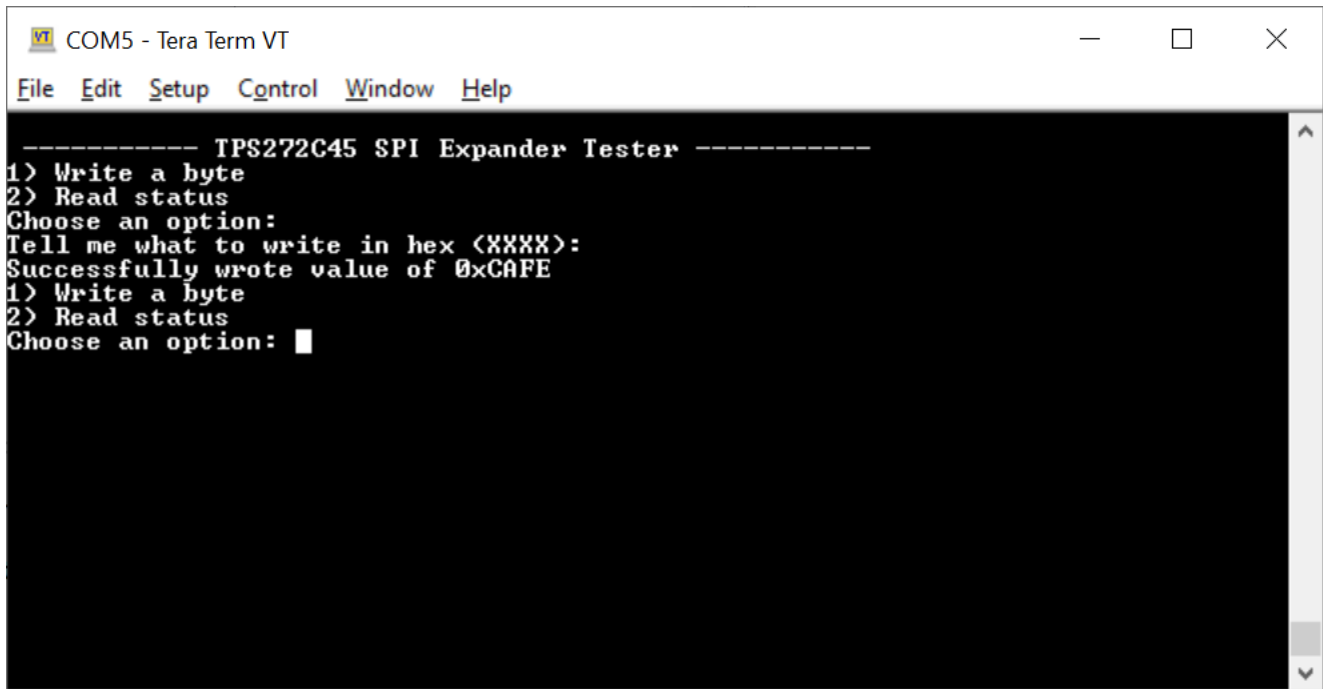 COM5 - Tera Term VT
File Edit Setup Control Window Help
----------- TPS272C45 SPI Expander Tester -----------
1) Write a byte
2) Read status
Choose an option:
Tell me what to write in hex (XXXX):
Successfully wrote value of 0xCAFE
1) Write a byte
2) Read status
Choose an option: